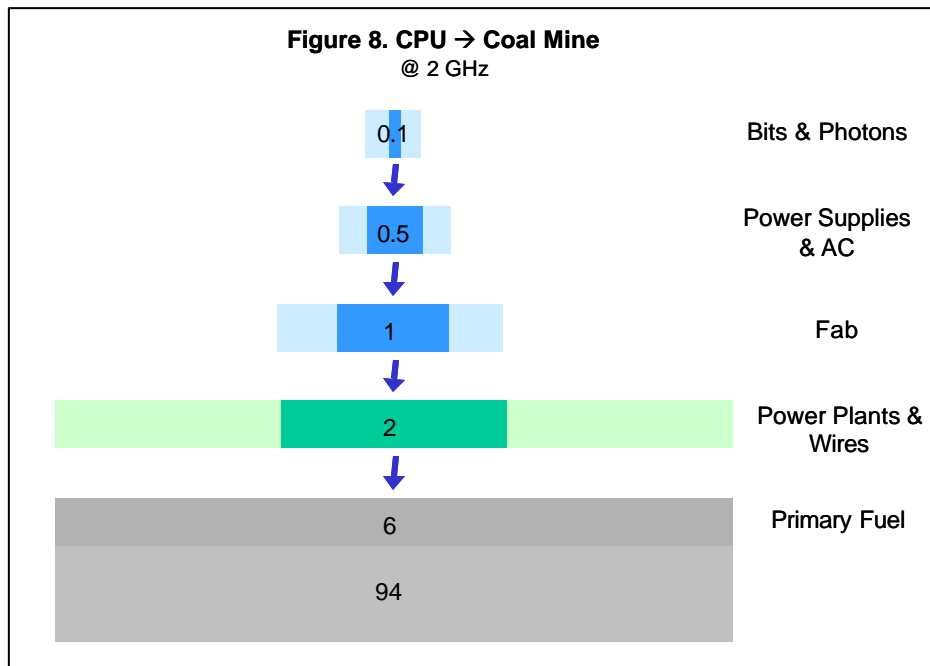 Figure 8. CPU → Coal Mine
@ 2 GHz
0.1
Bits & Photons
0.5
Power Supplies
& AC
1
Fab
2
Power Plants &
Wires
6
Primary Fuel
94